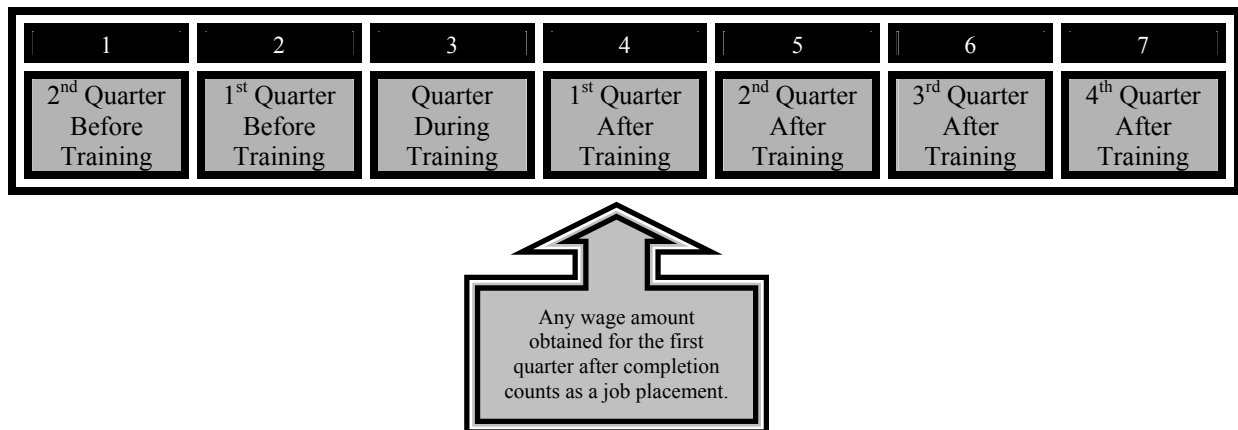 1 2 3 4 5 6 7
2nd Quarter Before Training
1st Quarter Before Training
Quarter During Training
1st Quarter After Training
2nd Quarter After Training
3rd Quarter After Training
4th Quarter After Training
Any wage amount
obtained for the first
quarter after completion
counts as a job placement.